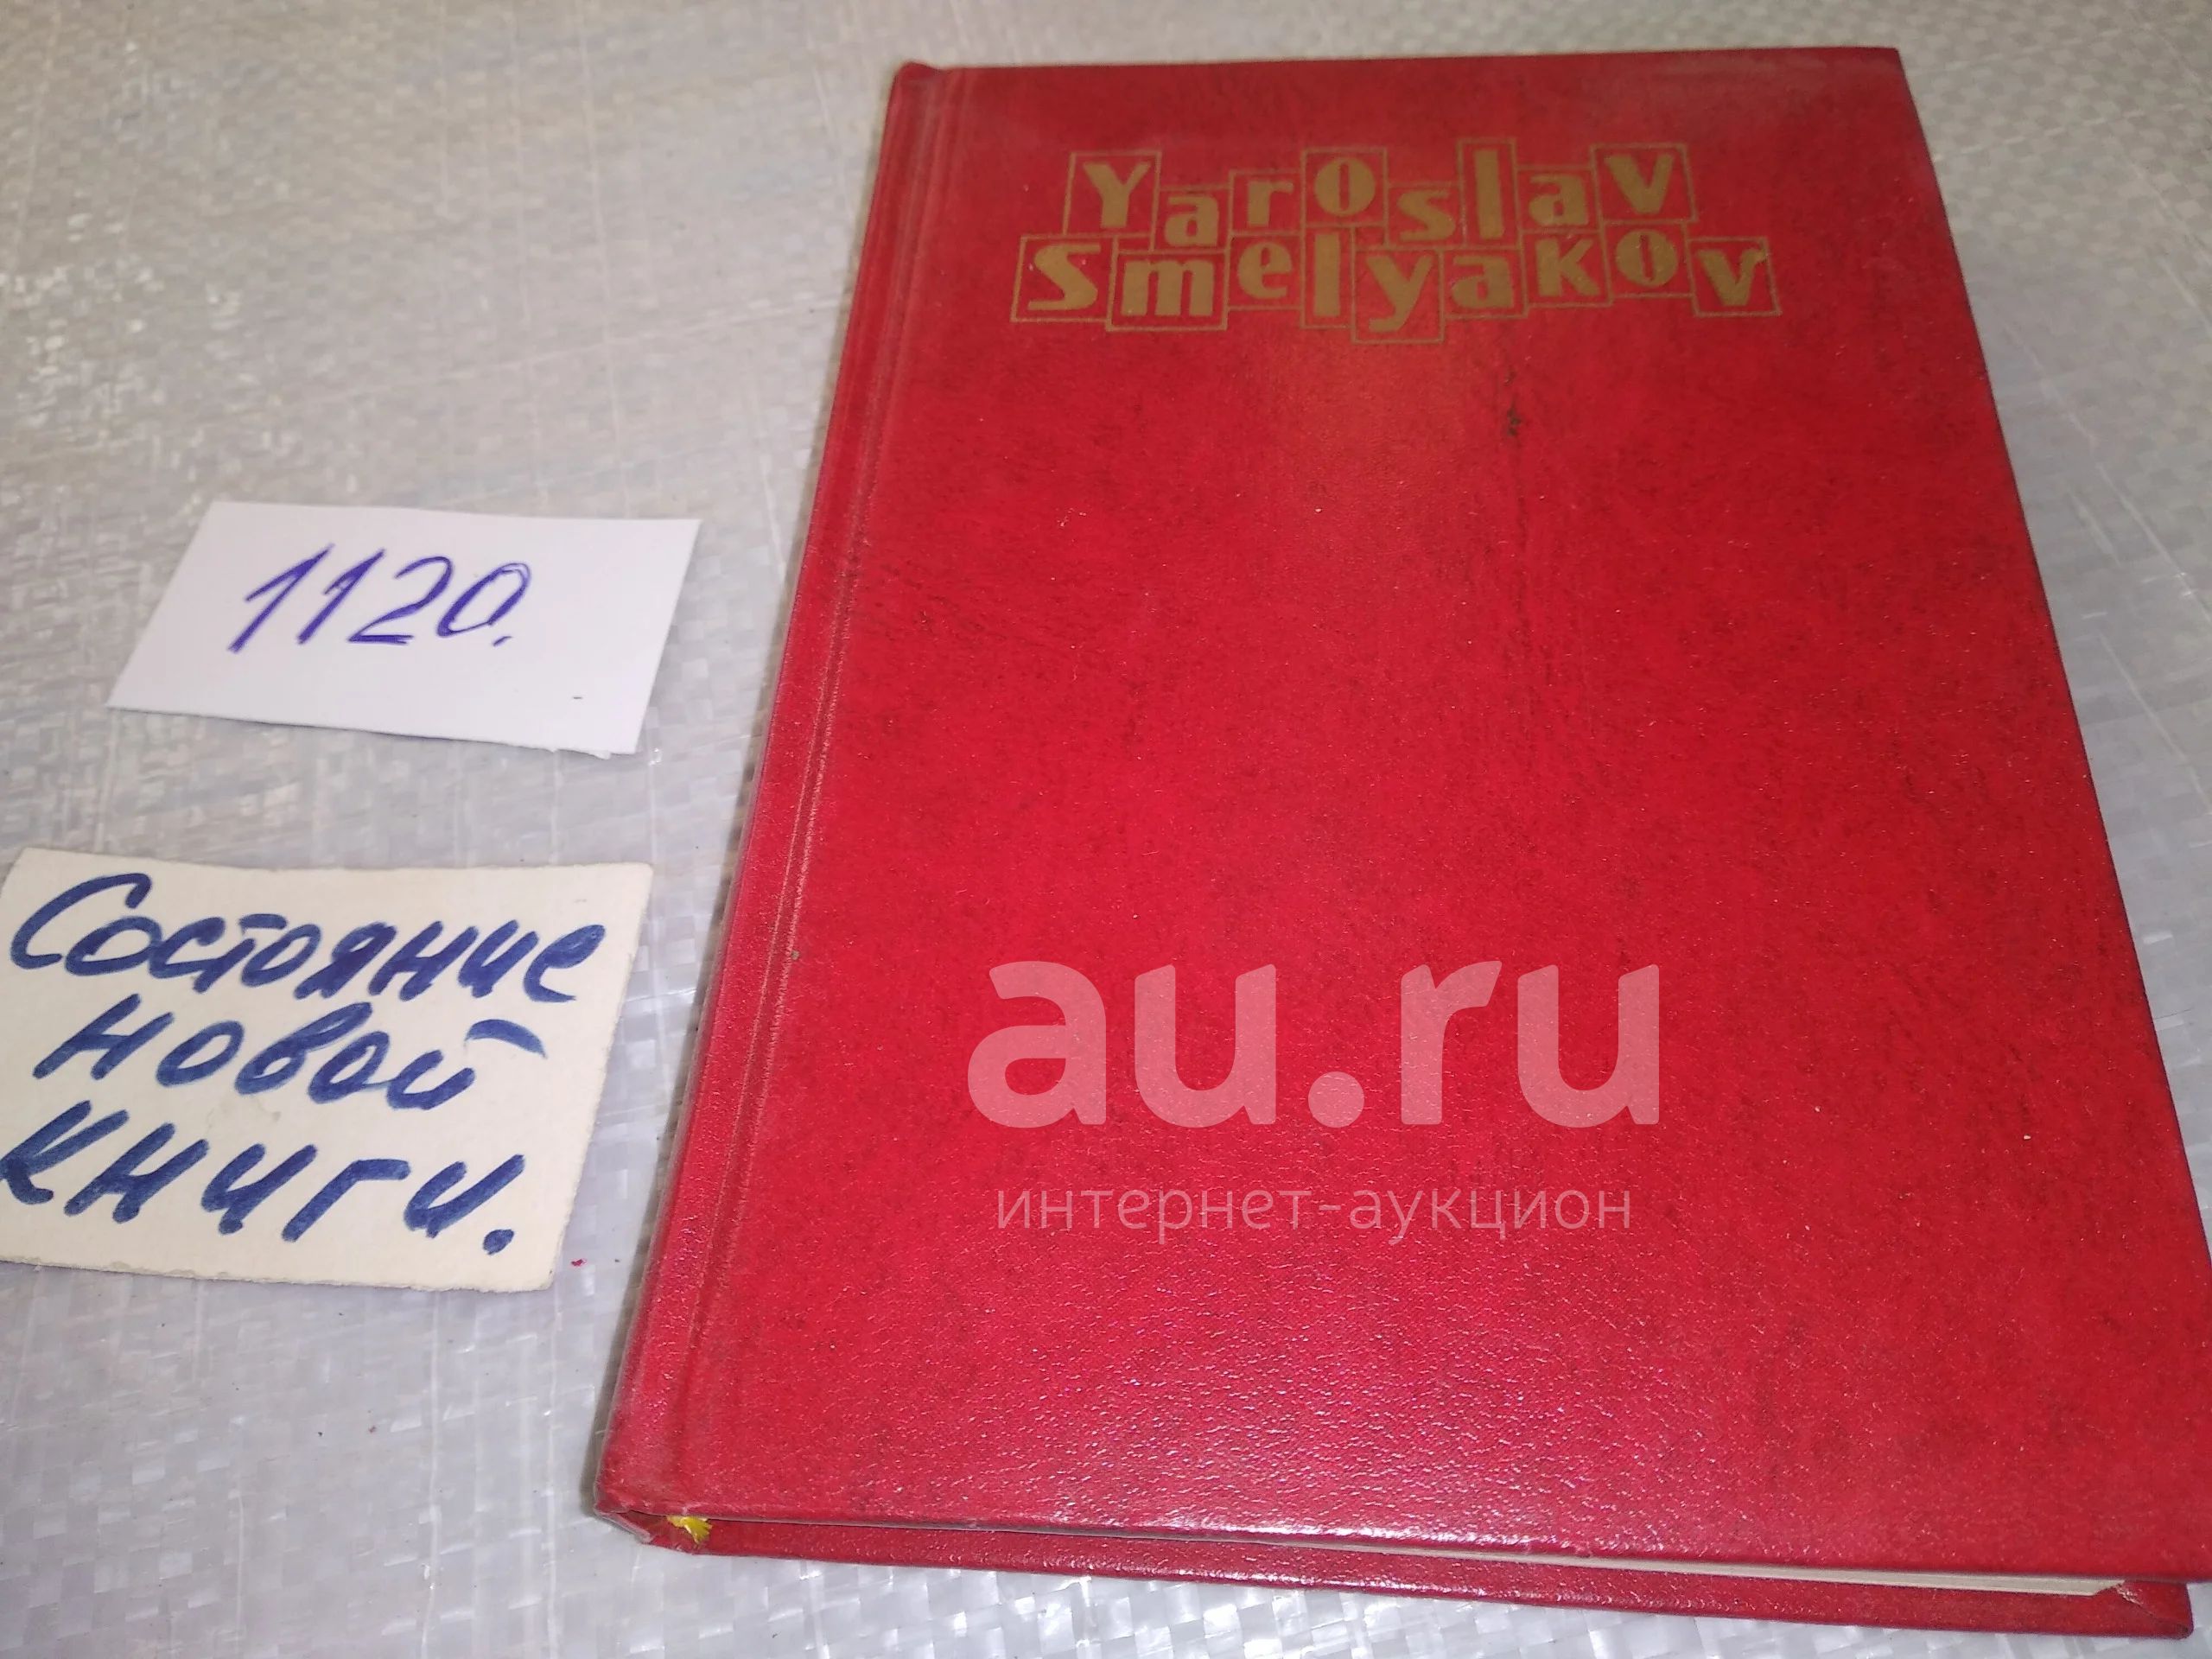 Yaroslav
Smelyakov
1120.
Состояние
новой
книги.
au.ru
интернет-аукцион